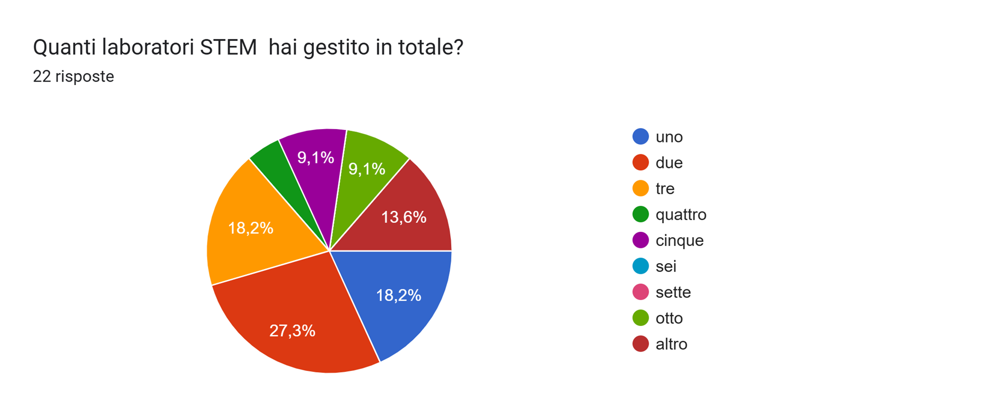 Quanti laboratori STEM  hai gestito in totale?
22 risposte
9,1%
9,1%
13,6%
18,2%
18,2%
27,3%
uno
due
tre
quattro
cinque
sei
sette
otto
altro